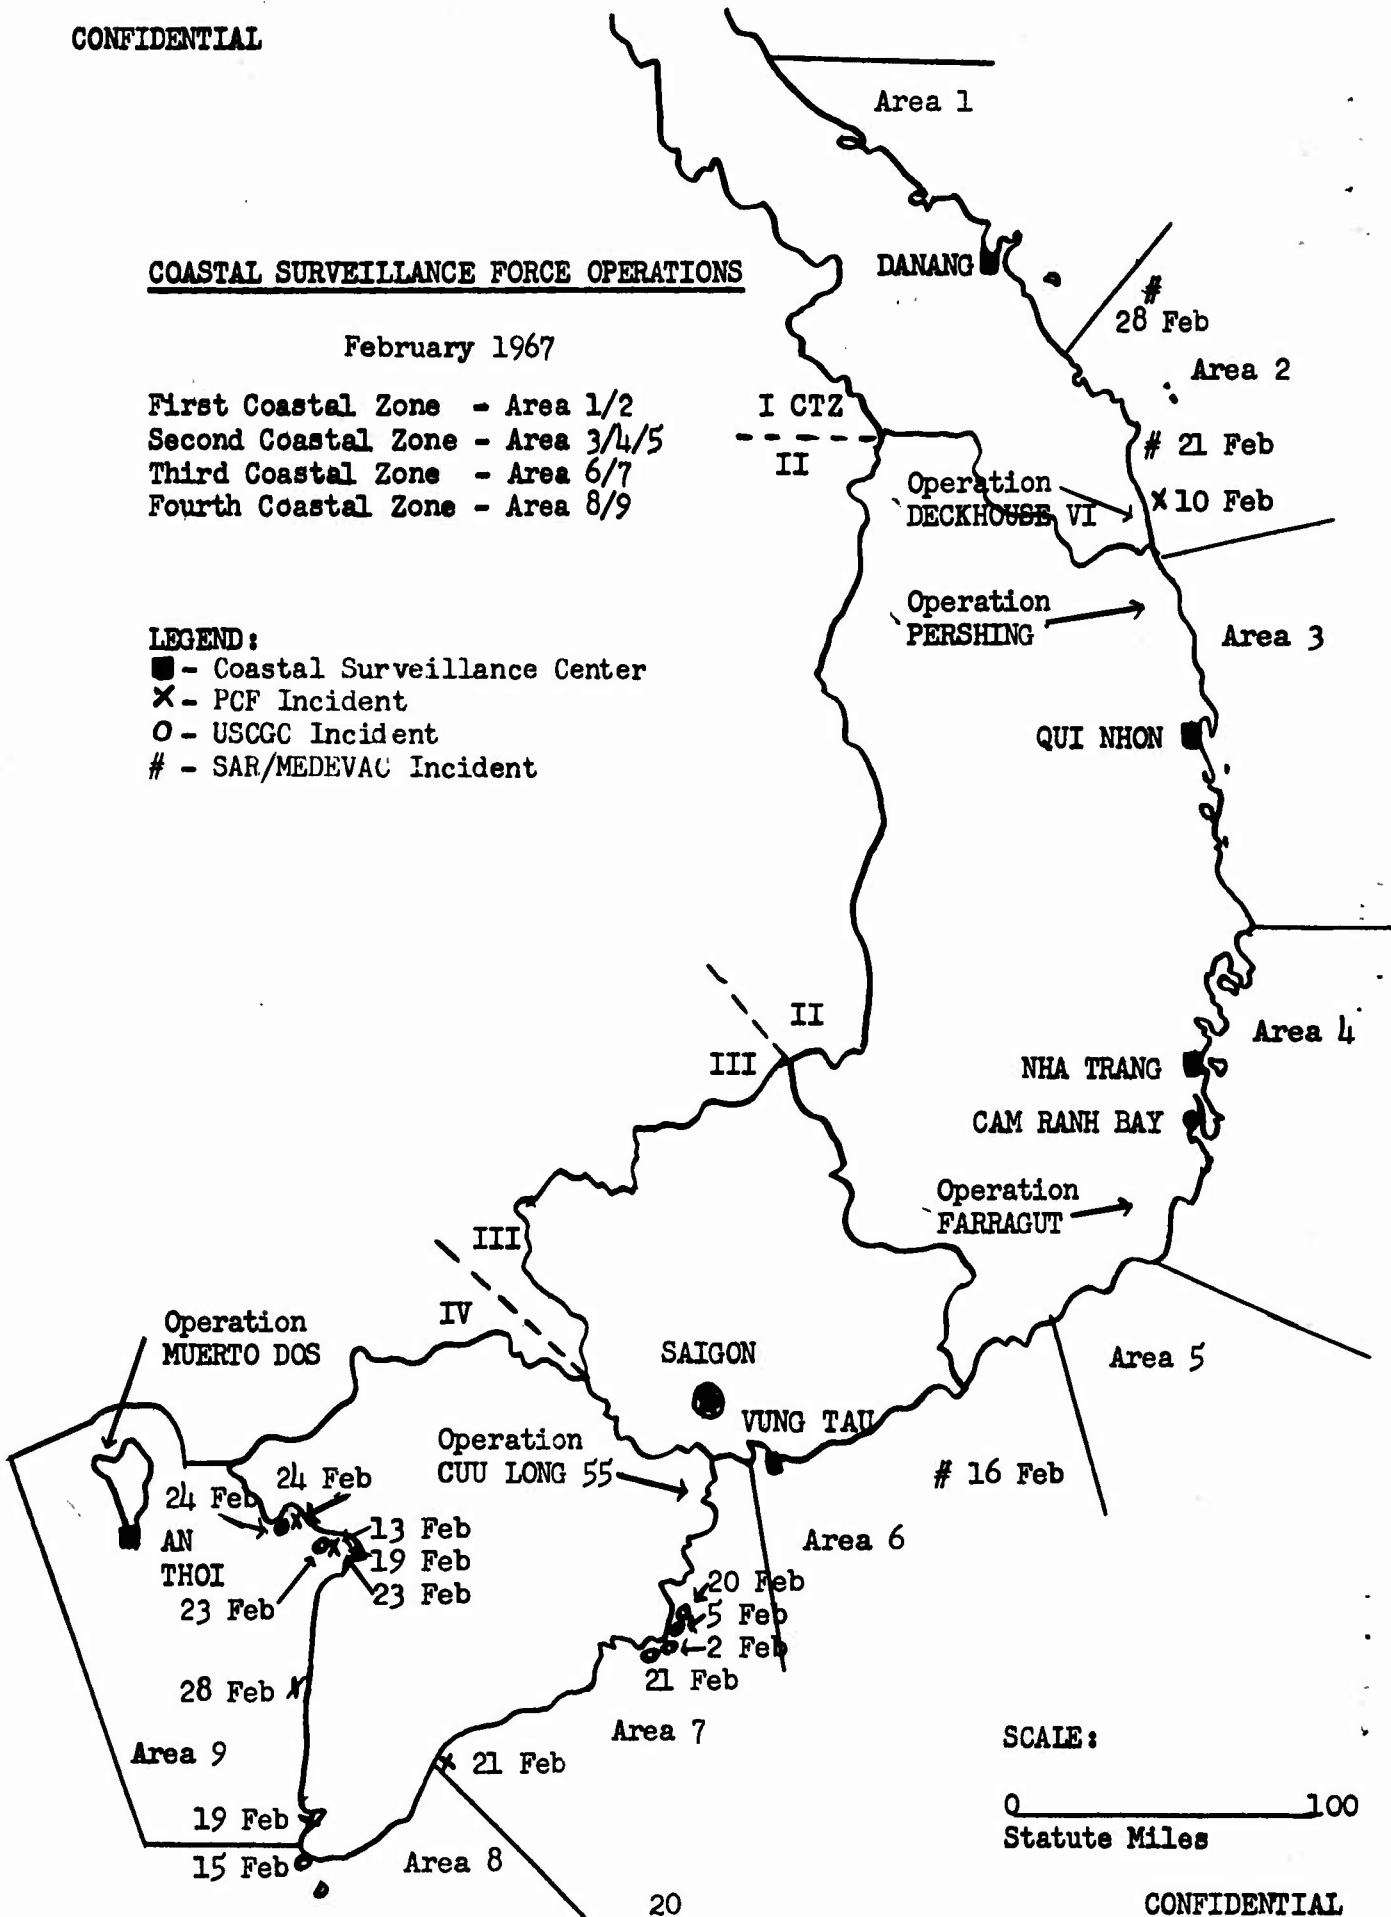 CONFIDENTIAL
Area 1
COASTAL SURVEILLANCE FORCE OPERATIONS
DANANG
#
28 Feb
February 1967
Area 2
First Coastal Zone - Area 1/2
Second Coastal Zone - Area 3/4/5
Third Coastal Zone - Area 6/7
Fourth Coastal Zone - Area 8/9
I CTZ
II
# 21 Feb
Operation
DECKHOUSE VI
X 10 Feb
Operation
PERSHING
Area 3
LEGEND:
■ - Coastal Surveillance Center
X - PCF Incident
O - USCGC Incident
# - SAR/MEDEVAC Incident
QUI NHON
II
III
Area 4
NHA TRANG
CAM RANH BAY
Operation
FARRAGUT
III
IV
Operation
MUERTO DOS
SAIGON
Area 5
VUNG TAU
Operation
CUU LONG 55
# 16 Feb
24 Feb
24 Feb
AN
THOI
13 Feb
19 Feb
23 Feb
23 Feb
Area 6
20 Feb
5 Feb
2 Feb
21 Feb
28 Feb X
Area 7
Area 9
X 21 Feb
SCALE:
19 Feb
0 100
Statute Miles
15 Feb
Area 8
20
CONFIDENTIAL